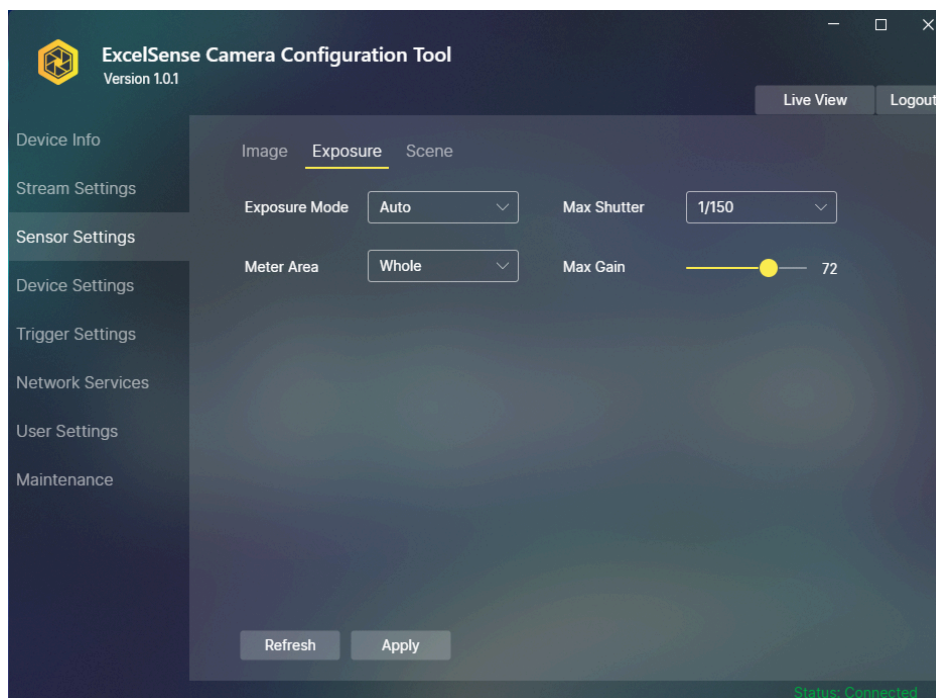 ExcelSense Camera Configuration Tool
Version 1.0.1
Live View Logout
Device Info
Stream Settings
Sensor Settings
Device Settings
Trigger Settings
Network Services
User Settings
Maintenance
Image Exposure Scene
Exposure Mode Auto Max Shutter 1/150
Meter Area Whole Max Gain 72
Refresh Apply
Status: Connected